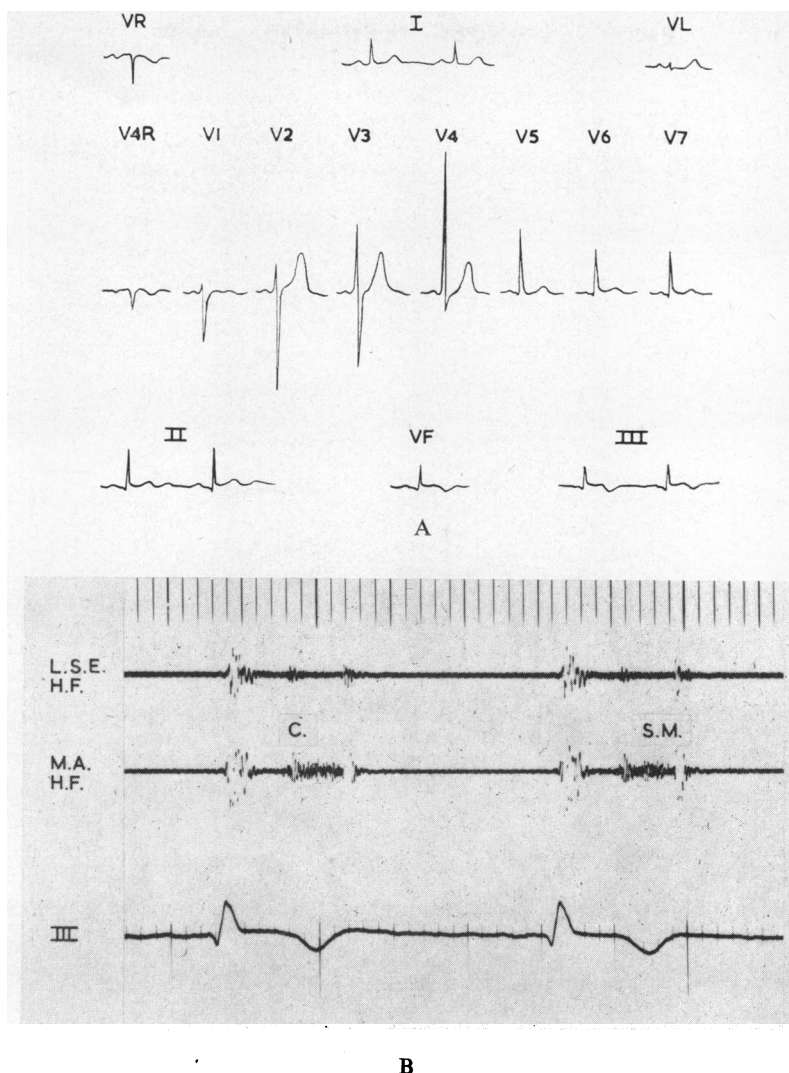 VR I VL
V4R V1 V2 V3 V4 V5 V6 V7
II VF III
A
L.S.E.
H.F.
C. S.M.
M.A.
H.F.
III
B